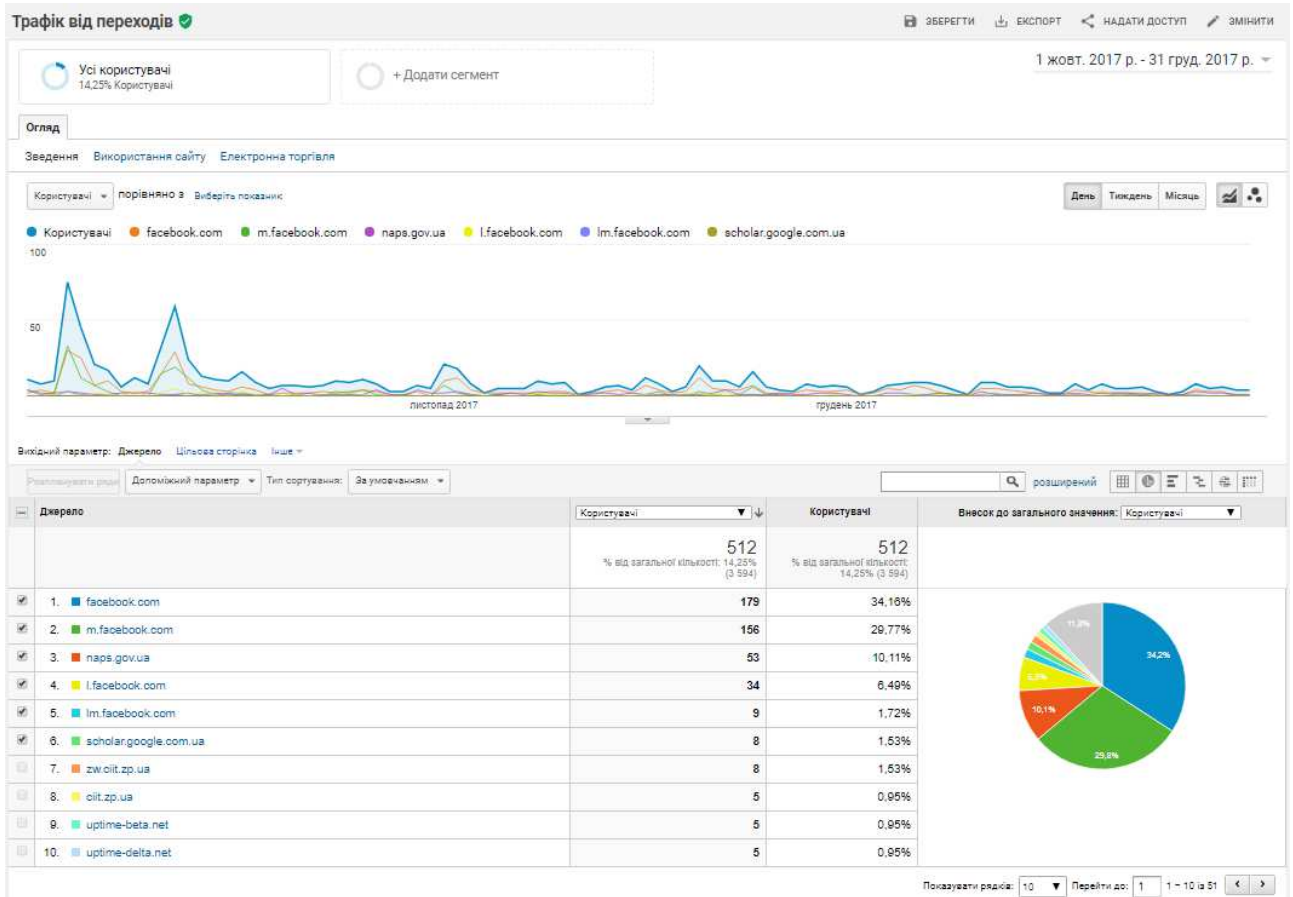 Трафік від переходів
ЗБЕРЕГТИ ЕКСПОРТ НАДАТИ ДОСТУП ЗМІНИТИ
Усі користувачі
14,25% Користувачі
+ Додати сегмент
1 жовт. 2017 р. - 31 груд. 2017 р.
Огляд
Зведення Використання сайту Електронна торгівля
Користувачі порівняно з Виберіть показник
День Тиждень Місяць
Користувачі facebook.com m.facebook.com naps.gov.ua l.facebook.com lm.facebook.com scholar.google.com.ua
100
50
листопад 2017 грудень 2017
Вихідний параметр: Джерело Цільова сторінка Інше
Допоміжний параметр Тип сортування: За умовчанням
розширений
Джерело Користувачі Користувачі Внесок до загального значення: Користувачі
512 512
% від загальної кількості: 14,25% (3 594)
% від загальної кількості: 14,25% (3 594)
1. facebook.com 179 34,16%
2. m.facebook.com 156 29,77%
3. naps.gov.ua 53 10,11%
4. l.facebook.com 34 6,49%
5. lm.facebook.com 9 1,72%
6. scholar.google.com.ua 8 1,53%
7. zw.ciit.zp.ua 8 1,53%
8. ciit.zp.ua 5 0,95%
9. uptime-beta.net 5 0,95%
10. uptime-delta.net 5 0,95%
34,2%
29,8%
10,1%
Показувати рядків: 10 Перейти до: 1 1 – 10 із 51